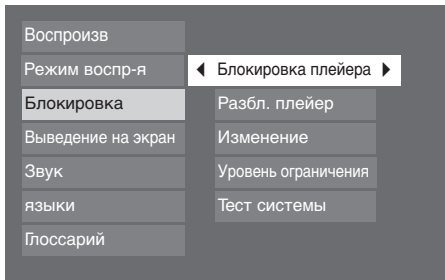 Воспроизв
Режим воспр-я
Блокировка
Выведение на экран
Звук
языки
Глоссарий
Блокировка плейера
Разбл. плейер
Изменение
Уровень ограничения
Тест системы